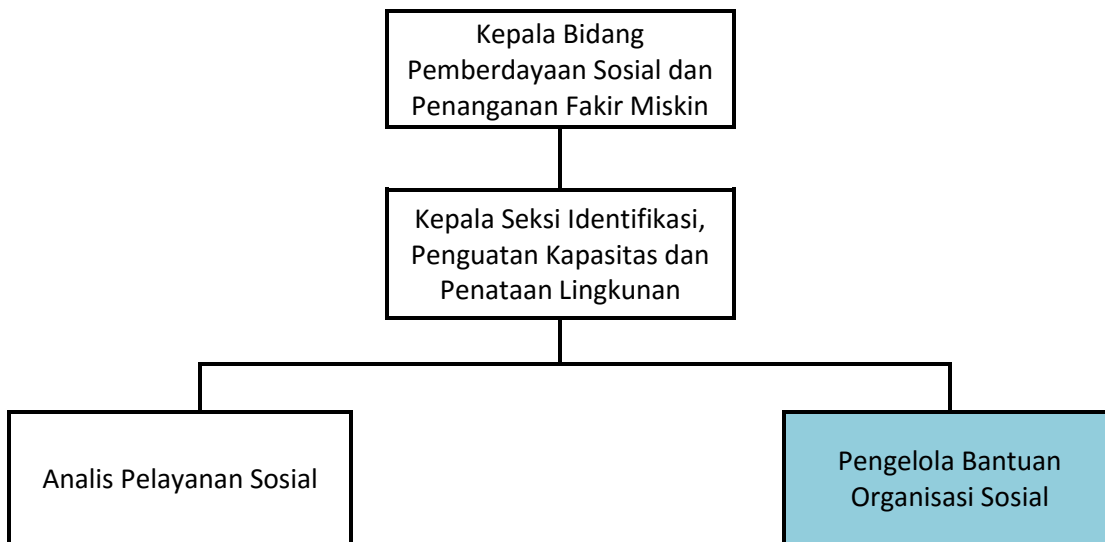 Kepala Bidang
Pemberdayaan Sosial dan
Penanganan Fakir Miskin
Kepala Seksi Identifikasi,
Penguatan Kapasitas dan
Penataan Lingkunan
Analis Pelayanan Sosial
Pengelola Bantuan
Organisasi Sosial